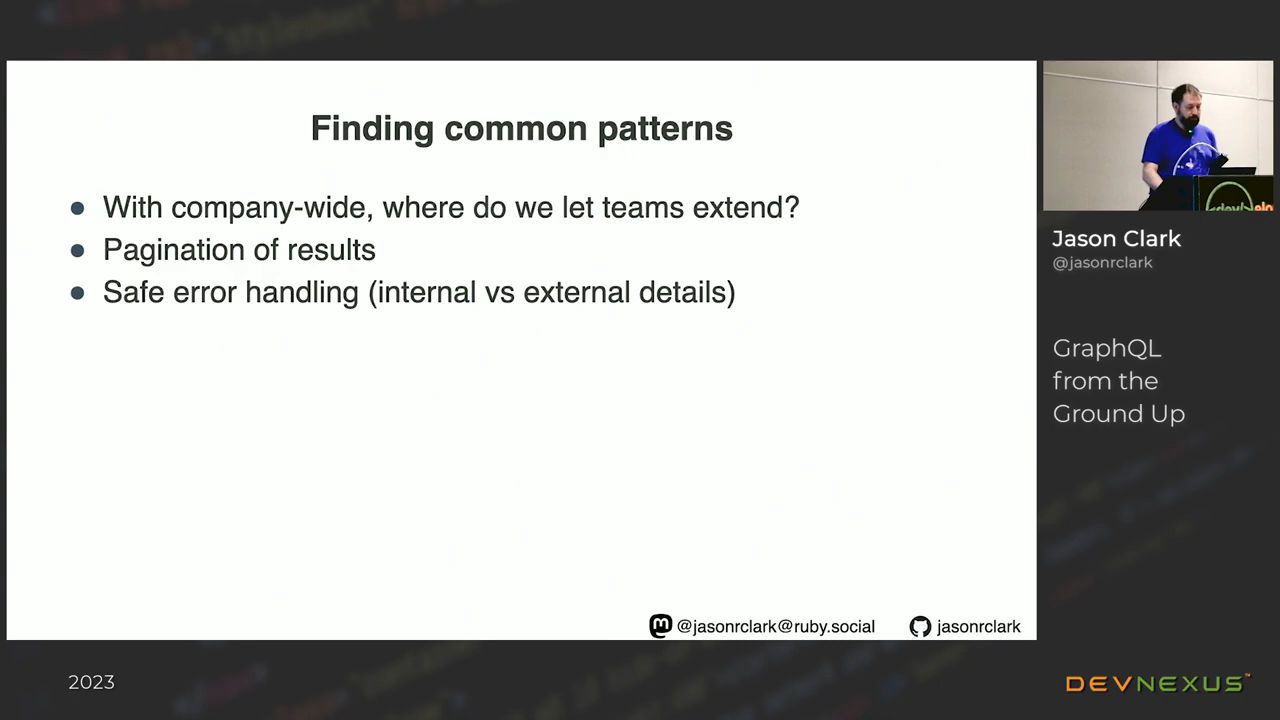 Finding common patterns
With company-wide, where do we let teams extend?
Pagination of results
Safe error handling (internal vs external details)
@jasonrclark@ruby.social
jasonrclark
Jason Clark
@jasonrclark
GraphQL
from the
Ground Up
2023
DEVNEXUS™